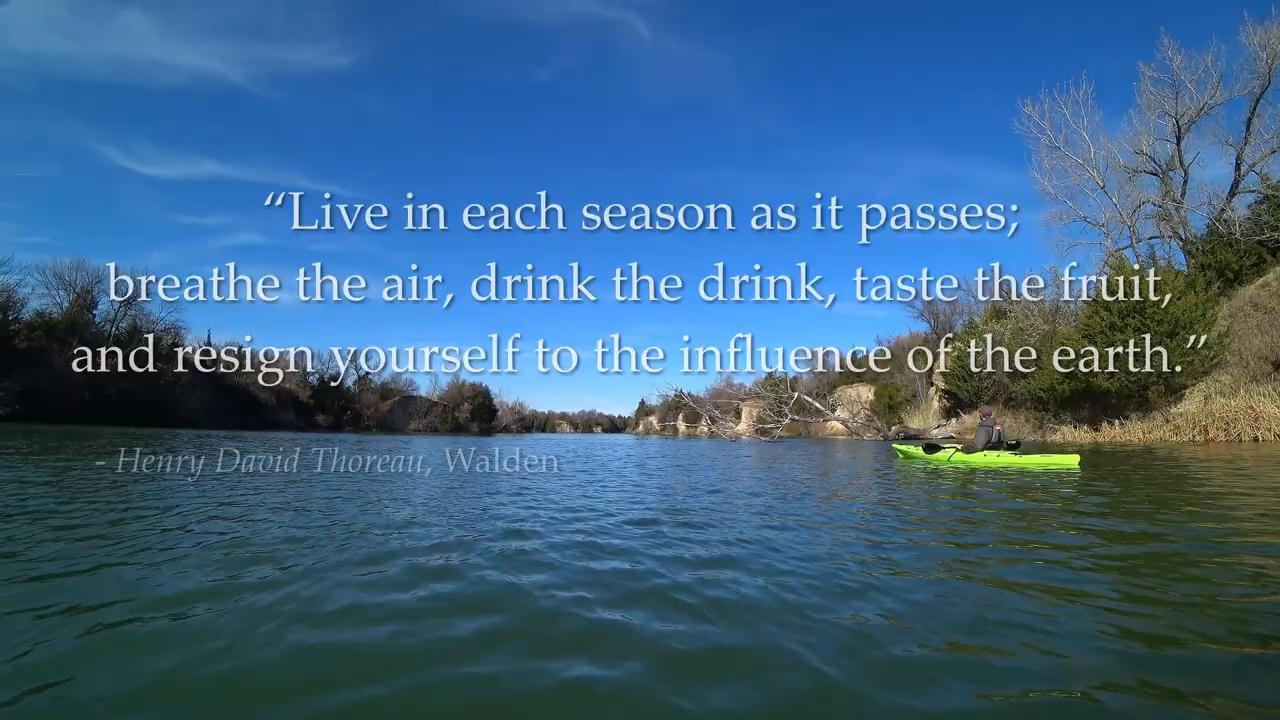 “Live in each season as it passes;
breathe the air, drink the drink, taste the fruit,
and resign yourself to the influence of the earth.”
- Henry David Thoreau, Walden